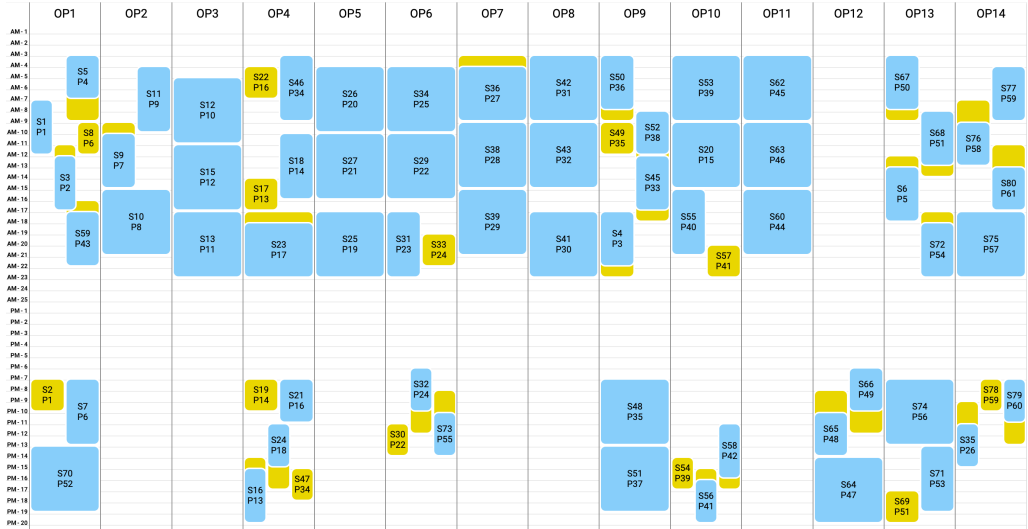 OP1 OP2 OP3 OP4 OP5 OP6 OP7 OP8 OP9 OP10 OP11 OP12 OP13 OP14
AM - 1
AM - 2
AM - 3
AM - 4
AM - 5
AM - 6
AM - 7
AM - 8
AM - 9
AM - 10
AM - 11
AM - 12
AM - 13
AM - 14
AM - 15
AM - 16
AM - 17
AM - 18
AM - 19
AM - 20
AM - 21
AM - 22
AM - 23
AM - 24
AM - 25
PM - 1
PM - 2
PM - 3
PM - 4
PM - 5
PM - 6
PM - 7
PM - 8
PM - 9
PM - 10
PM - 11
PM - 12
PM - 13
PM - 14
PM - 15
PM - 16
PM - 17
PM - 18
PM - 19
PM - 20
S5
P4
S1
P1
S8
P6
S3
P2
S59
P43
S2
P1
S7
P6
S70
P52
S11
P9
S9
P7
S10
P8
S12
P10
S15
P12
S13
P11
S22
P16
S46
P34
S18
P14
S17
P13
S23
P17
S19
P14
S21
P16
S24
P18
S16
P13
S47
P34
S26
P20
S27
P21
S25
P19
S34
P25
S29
P22
S31
P23
S33
P24
S32
P24
S30
P22
S73
P55
S36
P27
S38
P28
S39
P29
S42
P31
S43
P32
S41
P30
S50
P36
S49
P35
S52
P38
S45
P33
S4
P3
S48
P35
S51
P37
S53
P39
S20
P15
S55
P40
S57
P41
S58
P42
S54
P39
S56
P41
S62
P45
S63
P46
S60
P44
S66
P49
S65
P48
S64
P47
S67
P50
S68
P51
S6
P5
S72
P54
S74
P56
S71
P53
S69
P51
S77
P59
S76
P58
S80
P61
S75
P57
S78
P59
S79
P60
S35
P26